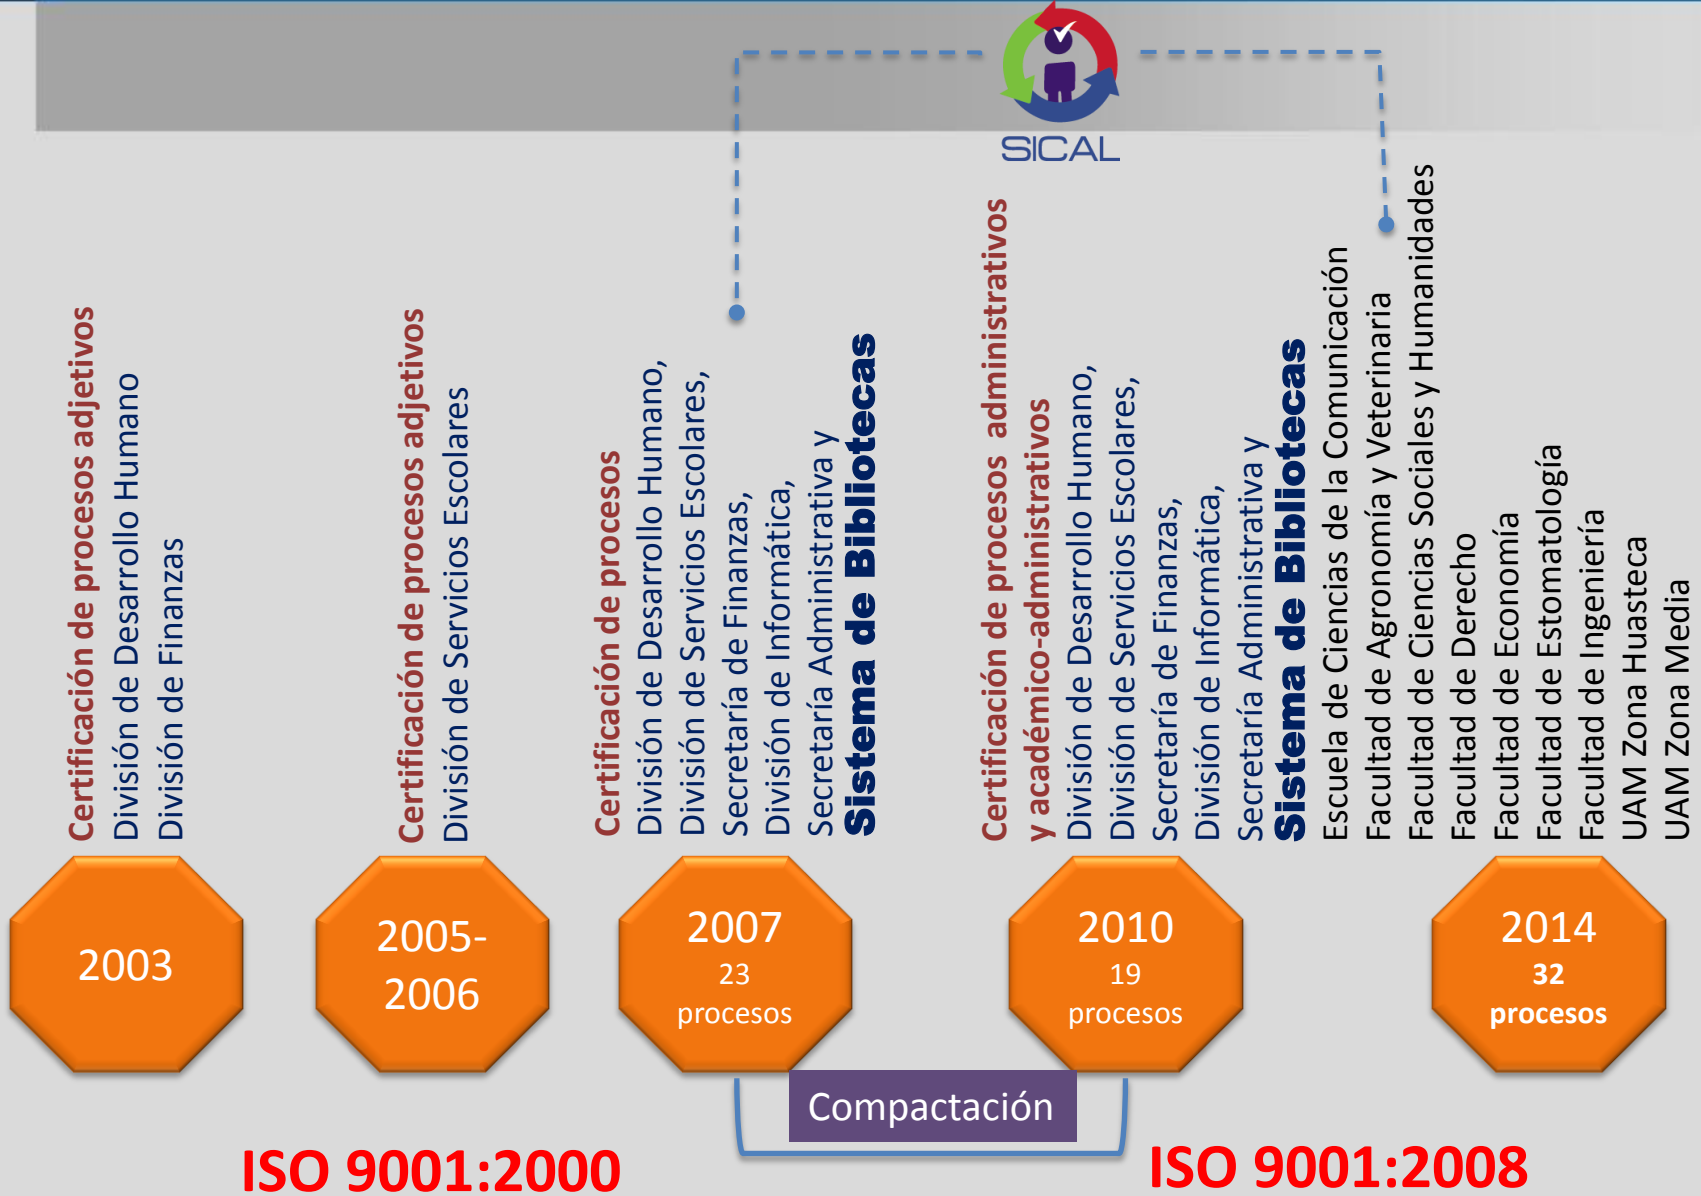 SICAL
Certificación de procesos adjetivos
División de Desarrollo Humano
División de Finanzas
2003
Certificación de procesos adjetivos
División de Servicios Escolares
2005-
2006
Certificación de procesos
División de Desarrollo Humano,
División de Servicios Escolares,
Secretaría de Finanzas,
División de Informática,
Secretaría Administrativa y
Sistema de Bibliotecas
2007
23
procesos
Certificación de procesos administrativos
y académico-administrativos
División de Desarrollo Humano,
División de Servicios Escolares,
Secretaría de Finanzas,
División de Informática,
Secretaría Administrativa y
Sistema de Bibliotecas
Escuela de Ciencias de la Comunicación
Facultad de Agronomía y Veterinaria
Facultad de Ciencias Sociales y Humanidades
Facultad de Derecho
Facultad de Economía
Facultad de Estomatología
Facultad de Ingeniería
UAM Zona Huasteca
UAM Zona Media
2010
19
procesos
2014
32
procesos
Compactación
ISO 9001:2000
ISO 9001:2008